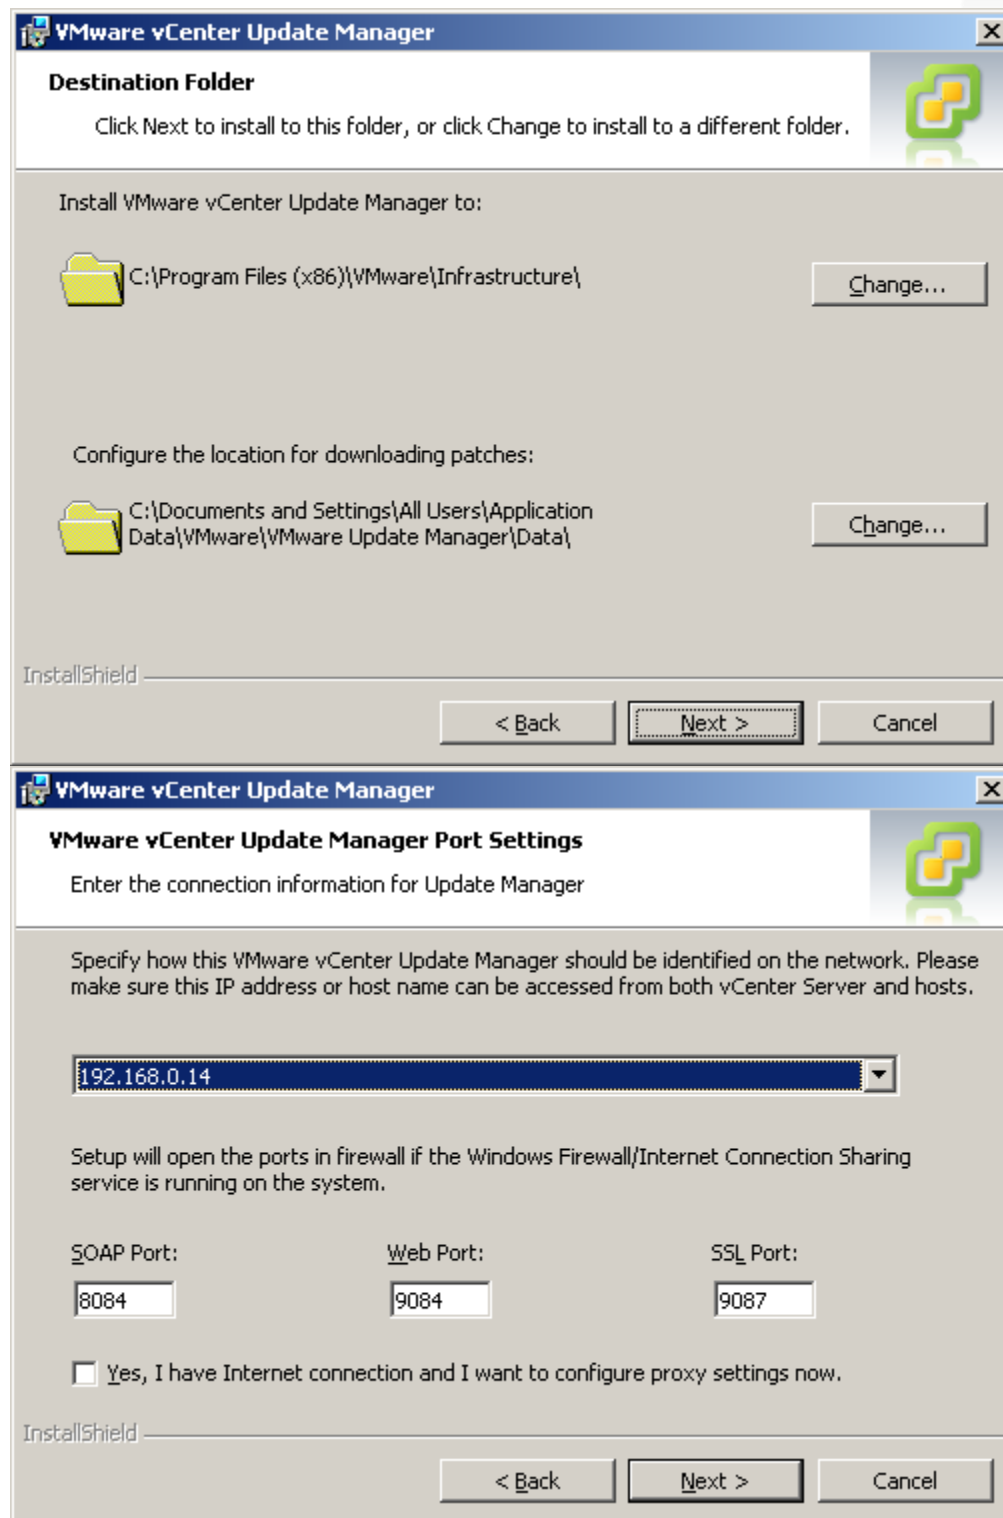 VMware vCenter Update Manager
Destination Folder
Click Next to install to this folder, or click Change to install to a different folder.
Install VMware vCenter Update Manager to:
C:\Program Files (x86)\VMware\Infrastructure\
Change...
Configure the location for downloading patches:
C:\Documents and Settings\All Users\Application
Data\VMware\VMware Update Manager\Data\
Change...
InstallShield
< Back Next > Cancel
VMware vCenter Update Manager
VMware vCenter Update Manager Port Settings
Enter the connection information for Update Manager
Specify how this VMware vCenter Update Manager should be identified on the network. Please
make sure this IP address or host name can be accessed from both vCenter Server and hosts.
192.168.0.14
Setup will open the ports in firewall if the Windows Firewall/Internet Connection Sharing
service is running on the system.
SOAP Port: Web Port: SSL Port:
8084 9084 9087
Yes, I have Internet connection and I want to configure proxy settings now.
InstallShield
< Back Next > Cancel